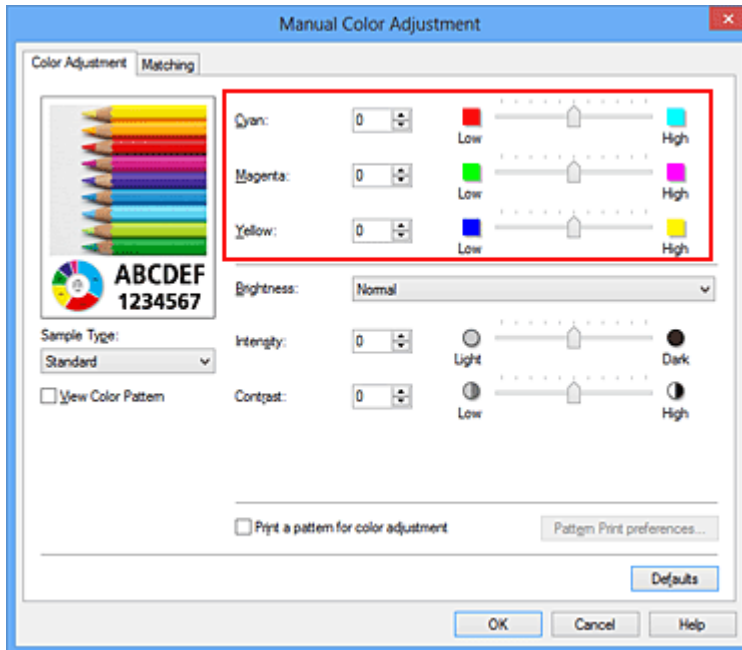 Manual Color Adjustment
Color Adjustment Matching
Cyan: 0 Low High
Magenta: 0 Low High
Yellow: 0 Low High
ABCDEF
1234567
Brightness: Normal
Sample Type:
Standard
Intensity: 0 Light Dark
View Color Pattern
Contrast: 0 Low High
Print a pattern for color adjustment Pattern Print preferences...
Defaults
OK Cancel Help